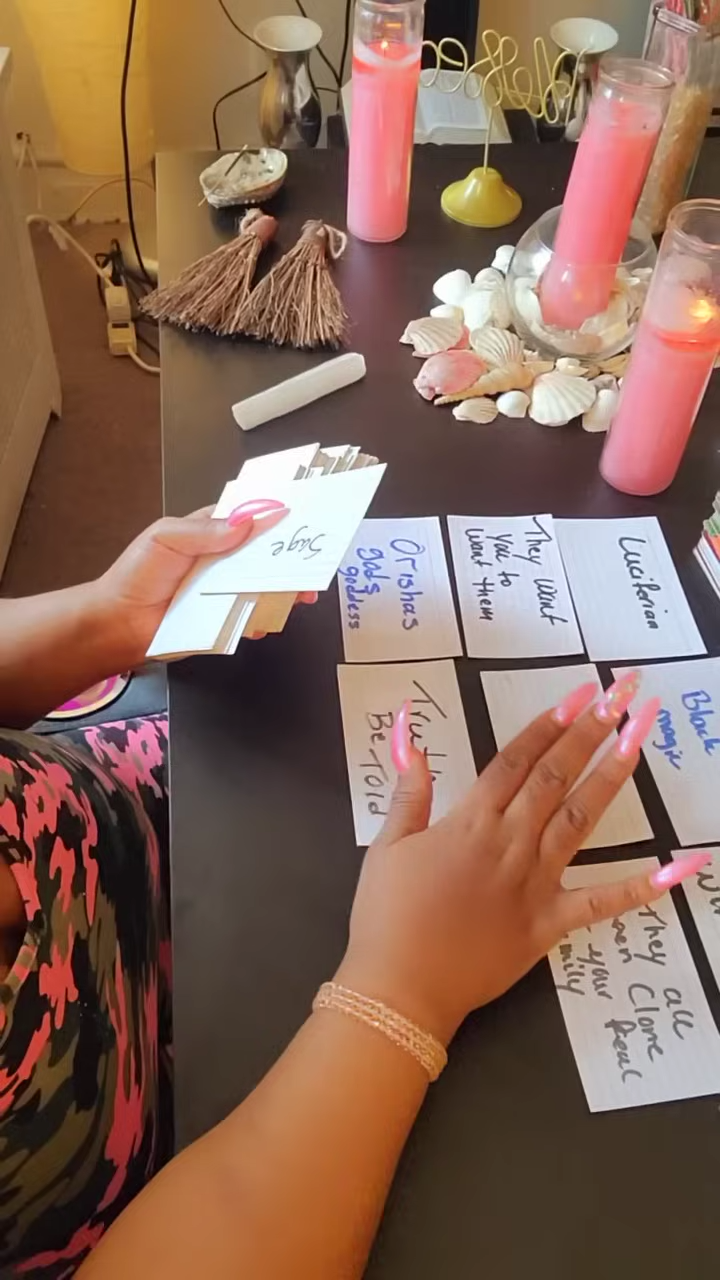 Sage
Orishas
gods
goddess
They want
you to
want them
Luciferian
Be Told
Black
magic
They all
Clone
your Real